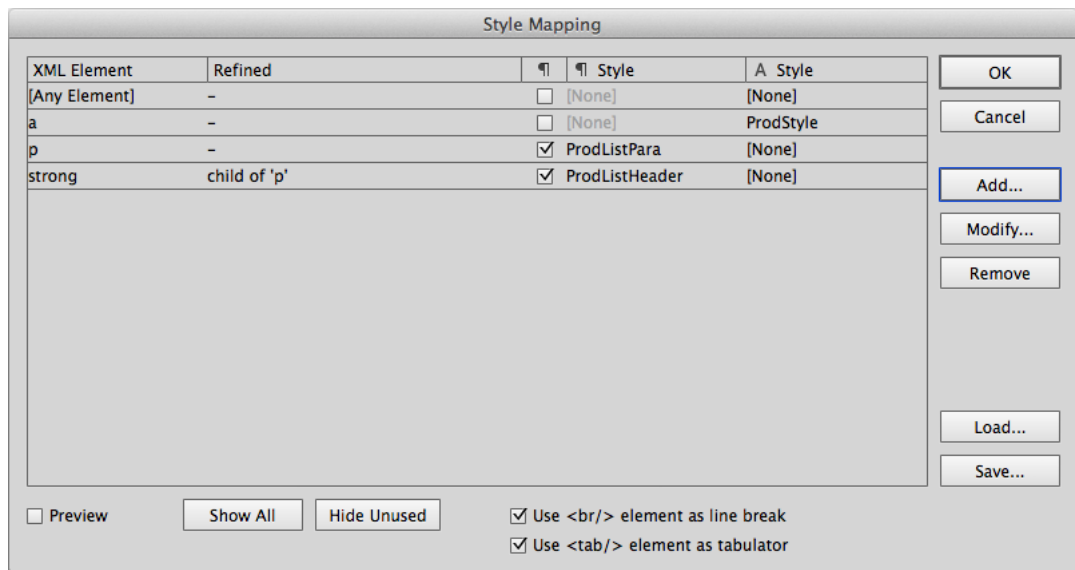 Style Mapping
XML Element Refined ¶ ¶ Style A Style
[Any Element] – [None] [None]
a – [None] ProdStyle
p – ProdListPara [None]
strong child of 'p' ProdListHeader [None]
OK
Cancel
Add...
Modify...
Remove
Load...
Save...
Preview Show All Hide Unused Use <br/> element as line break
Use <tab/> element as tabulator